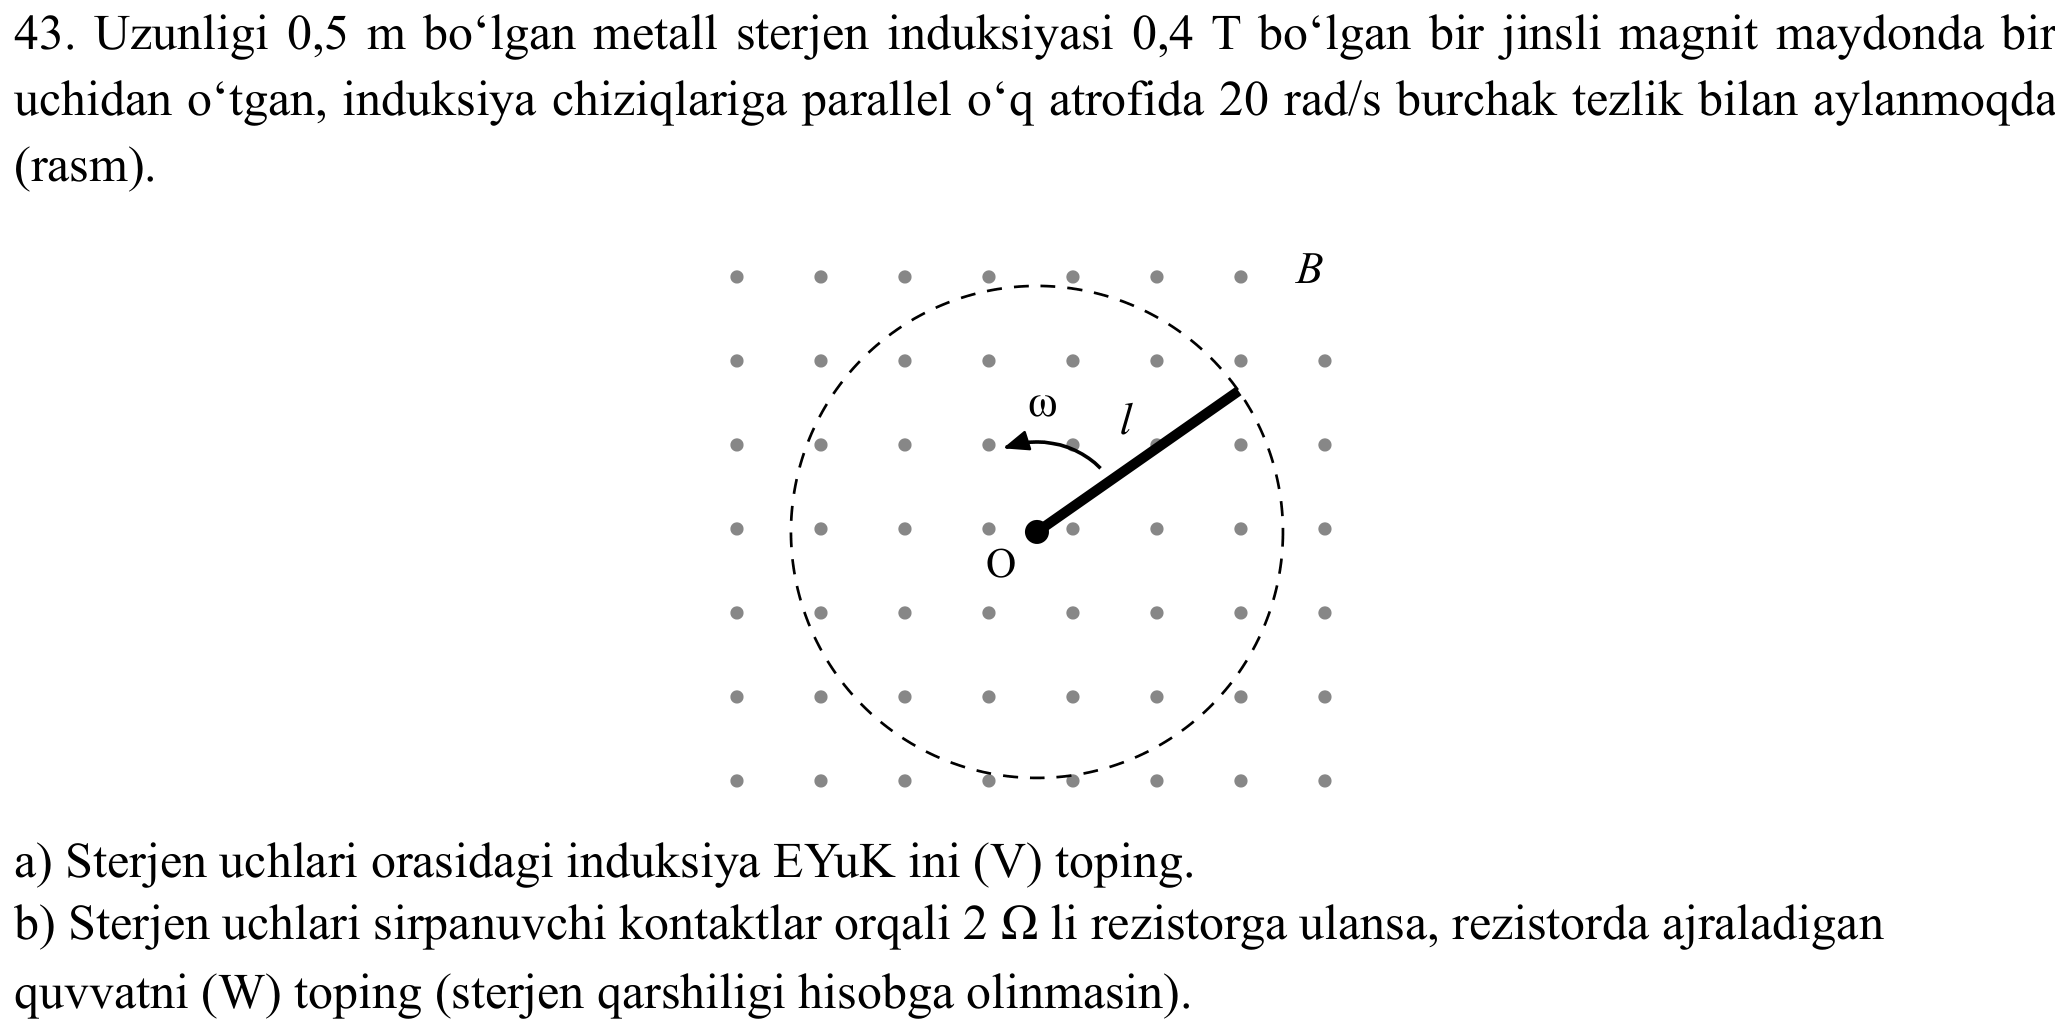 43. Uzunligi 0,5 m bo‘lgan metall sterjen induksiyasi 0,4 T bo‘lgan bir jinsli magnit maydonda bir
uchidan o‘tgan, induksiya chiziqlariga parallel o‘q atrofida 20 rad/s burchak tezlik bilan aylanmoqda
(rasm).
B
ω
l
O
a) Sterjen uchlari orasidagi induksiya EYuK ini (V) toping.
b) Sterjen uchlari sirpanuvchi kontaktlar orqali 2 Ω li rezistorga ulansa, rezistorda ajraladigan
quvvatni (W) toping (sterjen qarshiligi hisobga olinmasin).